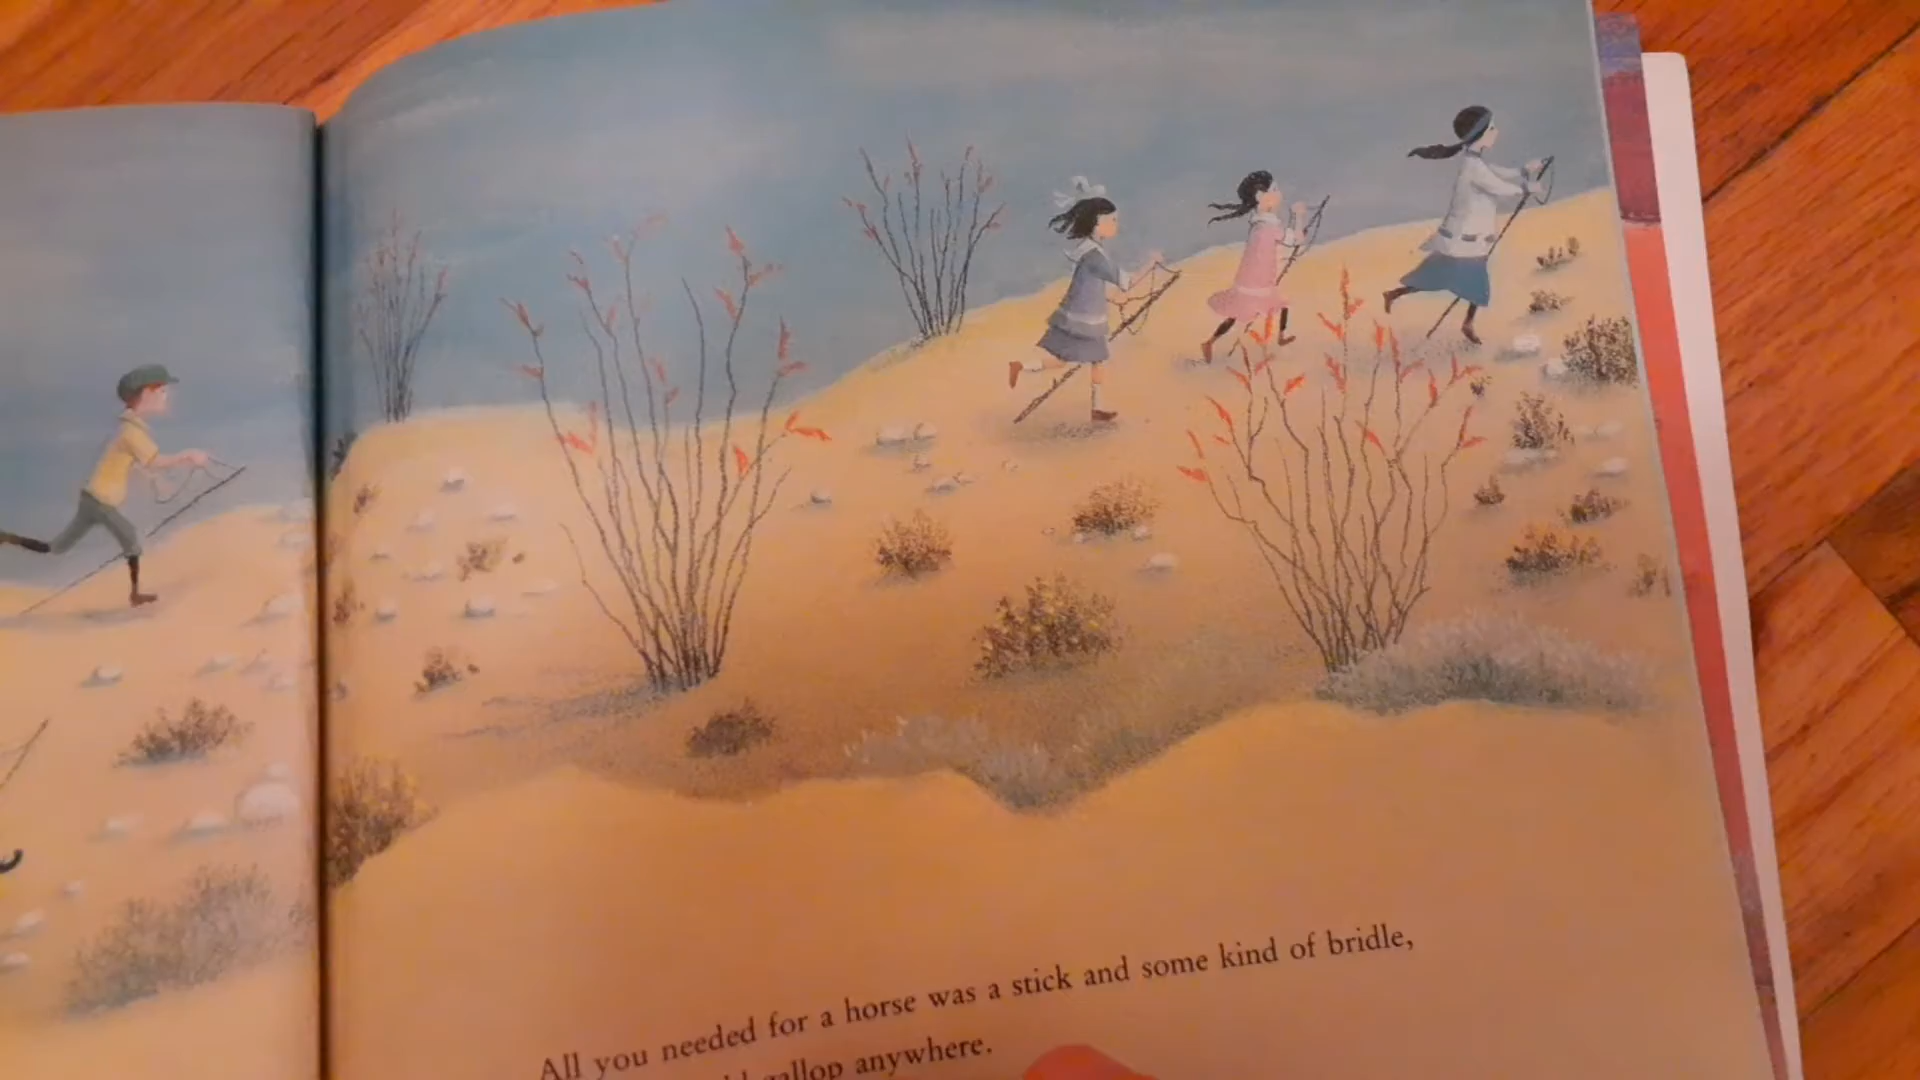 All you needed for a horse was a stick and some kind of bridle,
gallop anywhere.